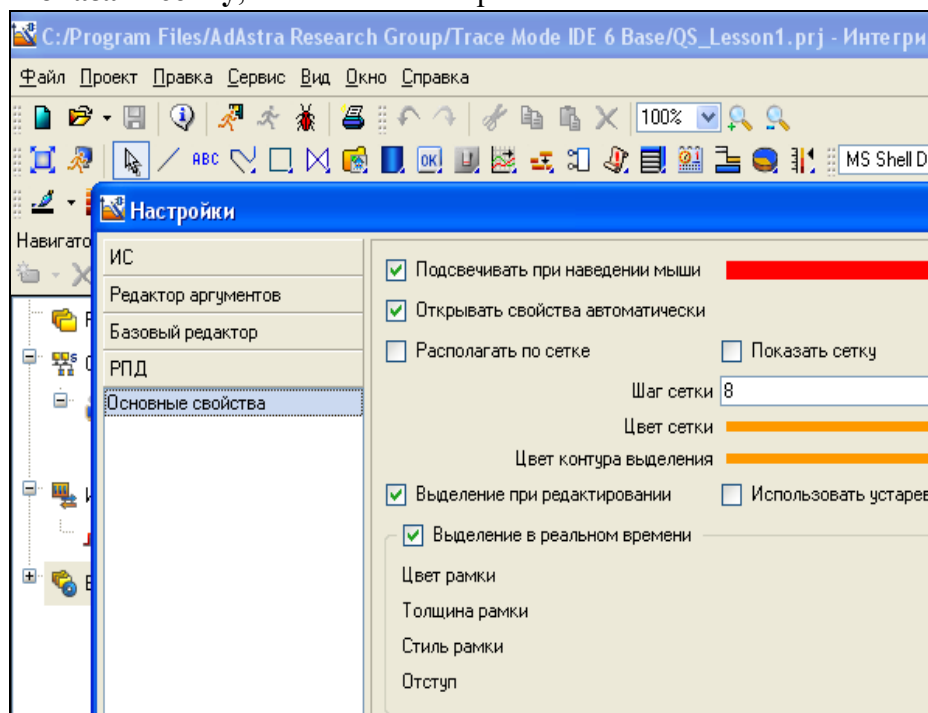 C:/Program Files/AdAstra Research Group/Trace Mode IDE 6 Base/QS_Lesson1.prj - Интегри
Файл Проект Правка Сервис Вид Окно Справка
100%
ABC OK MS Shell D
Настройки
Навигато
ИС
Подсвечивать при наведении мыши
Редактор аргументов
Открывать свойства автоматически
Базовый редактор
Располагать по сетке Показать сетку
РПД
Шаг сетки 8
Основные свойства
Цвет сетки
Цвет контура выделения
Выделение при редактировании Использовать устарев
Выделение в реальном времени
Цвет рамки
Толщина рамки
Стиль рамки
Отступ